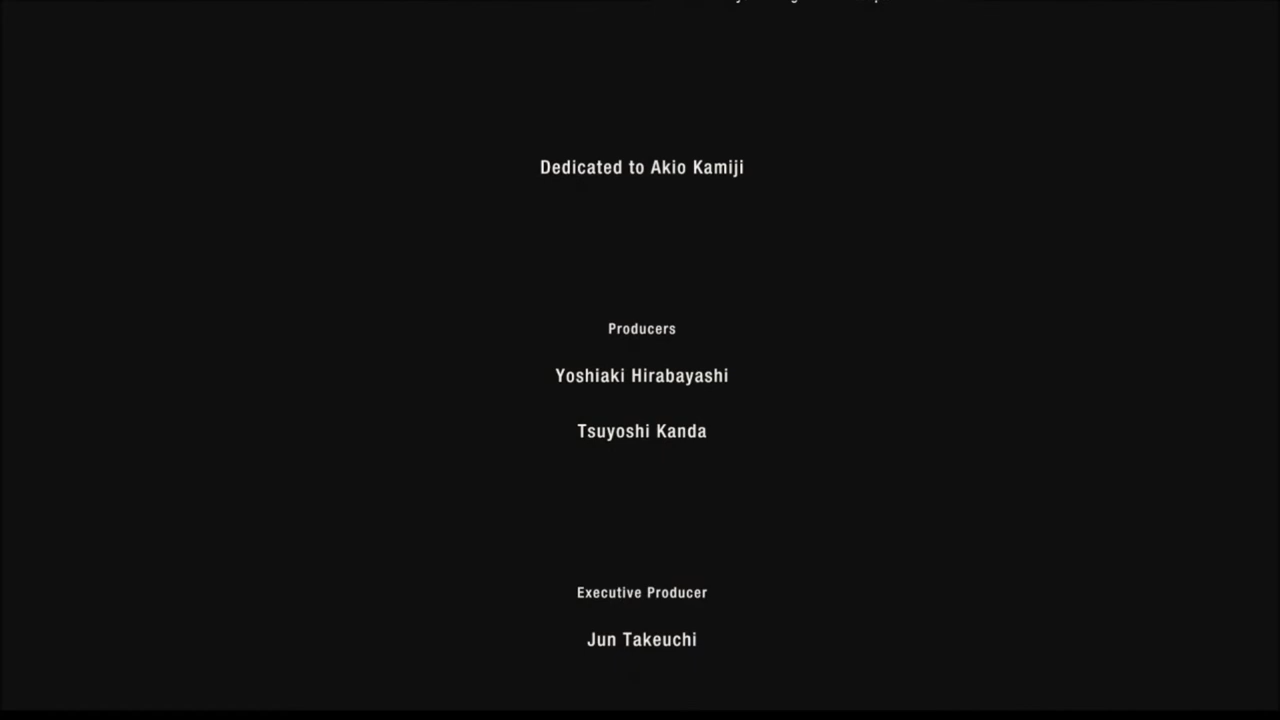 Dedicated to Akio Kamiji
Producers
Yoshiaki Hirabayashi
Tsuyoshi Kanda
Executive Producer
Jun Takeuchi